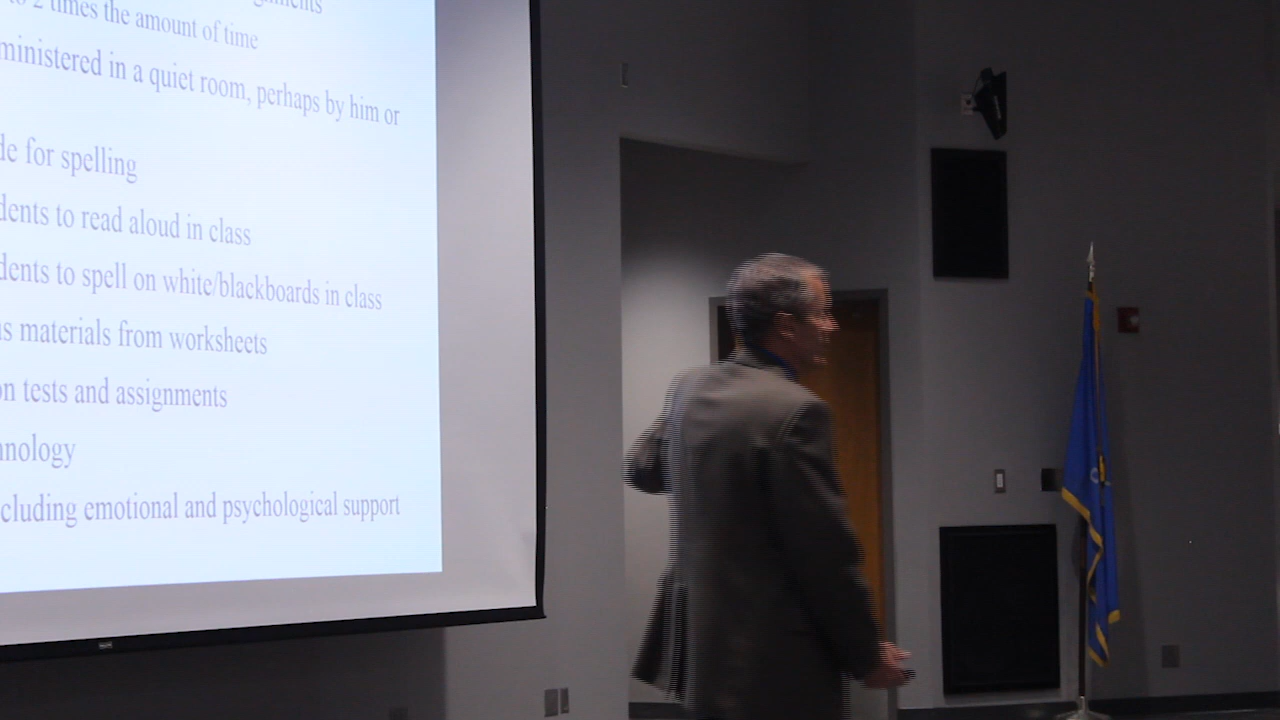 2 times the amount of time
ministered in a quiet room, perhaps by him or
de for spelling
dents to read aloud in class
dents to spell on white/blackboards in class
us materials from worksheets
on tests and assignments
nology
cluding emotional and psychological support